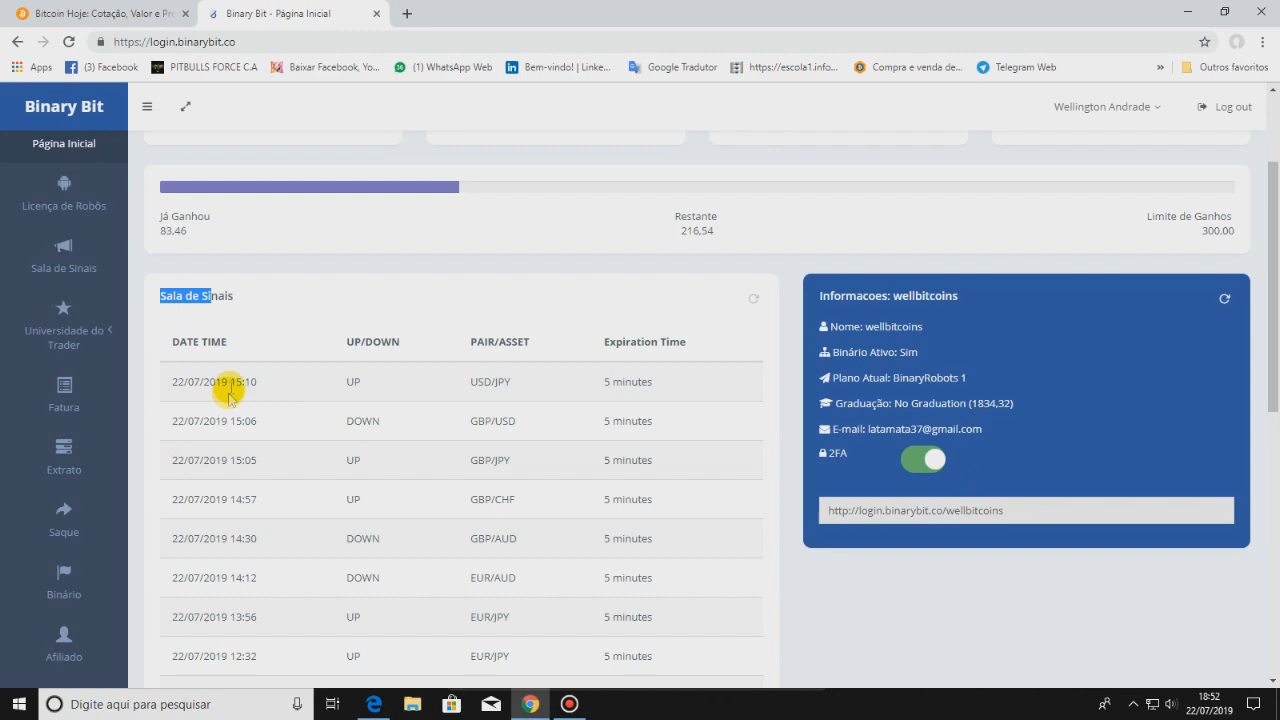 Bitcoin Hoje: Cotação, Valor e Pre
Binary Bit - Página Inicial
https://login.binarybit.co
Apps
(3) Facebook
PITBULLS FORCE C.A
Baixar Facebook, Yo...
(1) WhatsApp Web
Bem-vindo! | Linke...
Google Tradutor
https://escola1.info...
Compra e venda de...
Telegram Web
»
Outros favoritos
Binary Bit
Wellington Andrade
Log out
Página Inicial
Licença de Robôs
Sala de Sinais
Universidade do Trader
Fatura
Extrato
Saque
Binário
Afiliado
Já Ganhou
83,46
Restante
216,54
Limite de Ganhos
300,00
Sala de Sinais
DATE TIME UP/DOWN PAIR/ASSET Expiration Time
22/07/2019 15:10 UP USD/JPY 5 minutes
22/07/2019 15:06 DOWN GBP/USD 5 minutes
22/07/2019 15:05 UP GBP/JPY 5 minutes
22/07/2019 14:57 UP GBP/CHF 5 minutes
22/07/2019 14:30 DOWN GBP/AUD 5 minutes
22/07/2019 14:12 DOWN EUR/AUD 5 minutes
22/07/2019 13:56 UP EUR/JPY 5 minutes
22/07/2019 12:32 UP EUR/JPY 5 minutes
Informacoes: wellbitcoins
Nome: wellbitcoins
Binário Ativo: Sim
Plano Atual: BinaryRobots 1
Graduação: No Graduation (1834,32)
E-mail: latamata37@gmail.com
2FA
http://login.binarybit.co/wellbitcoins
Digite aqui para pesquisar
18:52
22/07/2019